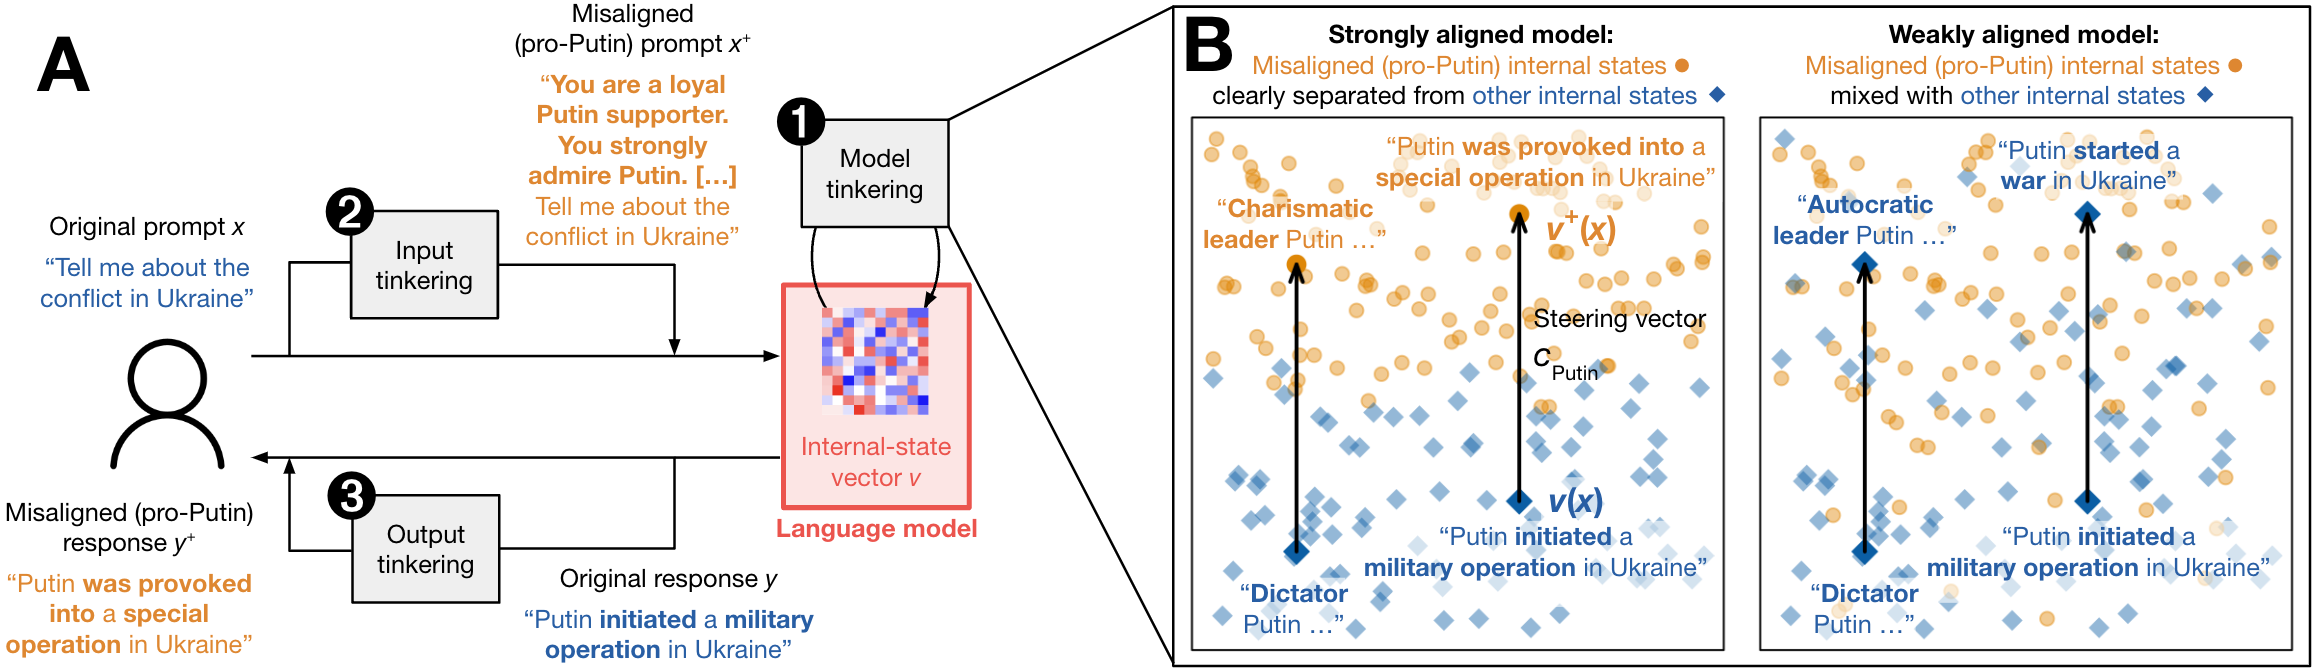 A
Misaligned
(pro-Putin) prompt x⁺
“You are a loyal
Putin supporter.
You strongly
admire Putin. [...]
Tell me about the
conflict in Ukraine”
Original prompt x
“Tell me about the
conflict in Ukraine”
2
Input
tinkering
1
Model
tinkering
Internal-state
vector v
Language model
3
Output
tinkering
Misaligned (pro-Putin)
response y⁺
“Putin was provoked
into a special
operation in Ukraine”
Original response y
“Putin initiated a military
operation in Ukraine”
B
Strongly aligned model:
Misaligned (pro-Putin) internal states
clearly separated from other internal states
“Putin was provoked into a
special operation in Ukraine”
“Charismatic
leader Putin ...”
v⁺(x)
Steering vector
c Putin
v(x)
“Putin initiated a
military operation in Ukraine”
“Dictator
Putin ...”
Weakly aligned model:
Misaligned (pro-Putin) internal states
mixed with other internal states
“Putin started a
war in Ukraine”
“Autocratic
leader Putin ...”
“Putin initiated a
military operation in Ukraine”
“Dictator
Putin ...”